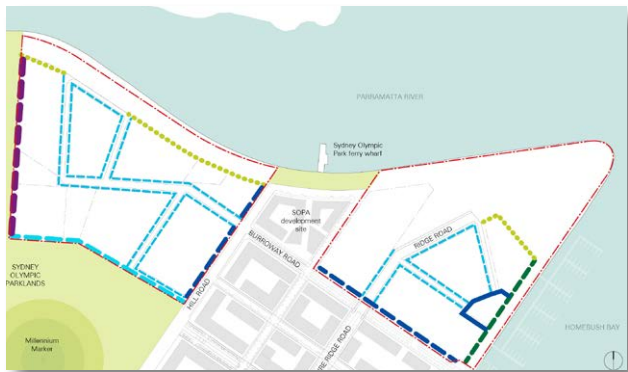 PARRAMATTA RIVER
Sydney Olympic
Park ferry wharf
SOPA
development
site
BURROWAY ROAD
RIDGE ROAD
HILL ROAD
SYDNEY
OLYMPIC
PARKLANDS
RE RIDGE ROAD
HOMEBUSH BAY
Millennium
Marker